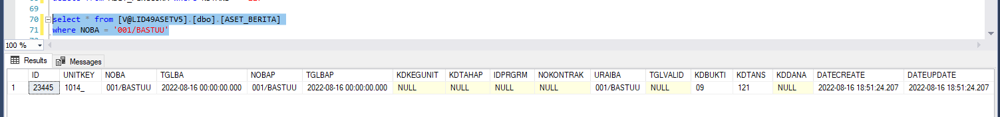 69
70 select * from [V@LID49ASETV5].[dbo].[ASET_BERITA]
71 where NOBA = '001/BASTUU'
100 %
Results Messages
ID UNITKEY NOBA TGLBA NOBAP TGLBAP KDKEGUNIT KDTAHAP IDPRGRM NOKONTRAK URAIBA TGLVALID KDBUKTI KDTANS KDDANA DATECREATE DATEUPDATE
1 23445 1014_ 001/BASTUU 2022-08-16 00:00:00.000 001/BASTUU 2022-08-16 00:00:00.000 NULL NULL NULL NULL 001/BASTUU NULL 09 121 NULL 2022-08-16 18:51:24.207 2022-08-16 18:51:24.207